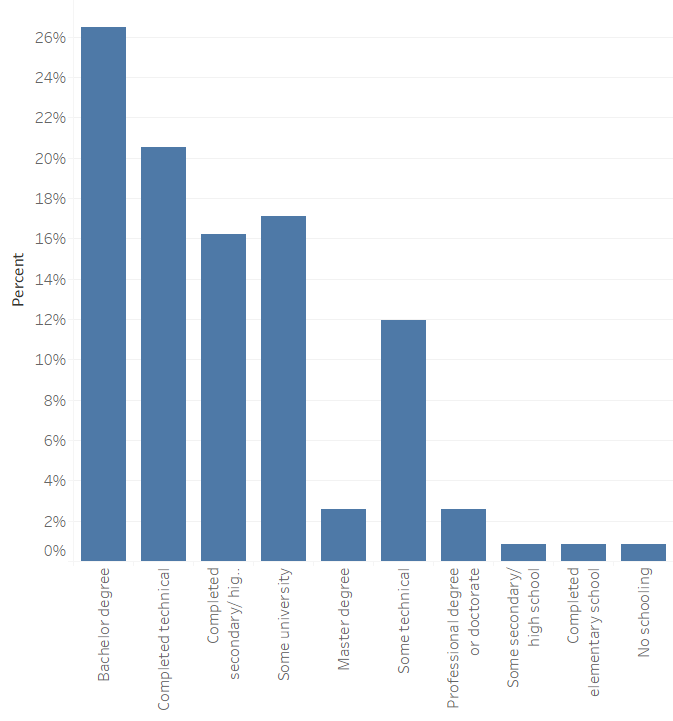 26%
24%
22%
20%
18%
16%
14%
12%
10%
8%
6%
4%
2%
0%
Percent
Bachelor degree
Completed technical
Completed
secondary/ hig..
Some university
Master degree
Some technical
Professional degree
or doctorate
Some secondary/
high school
Completed
elementary school
No schooling